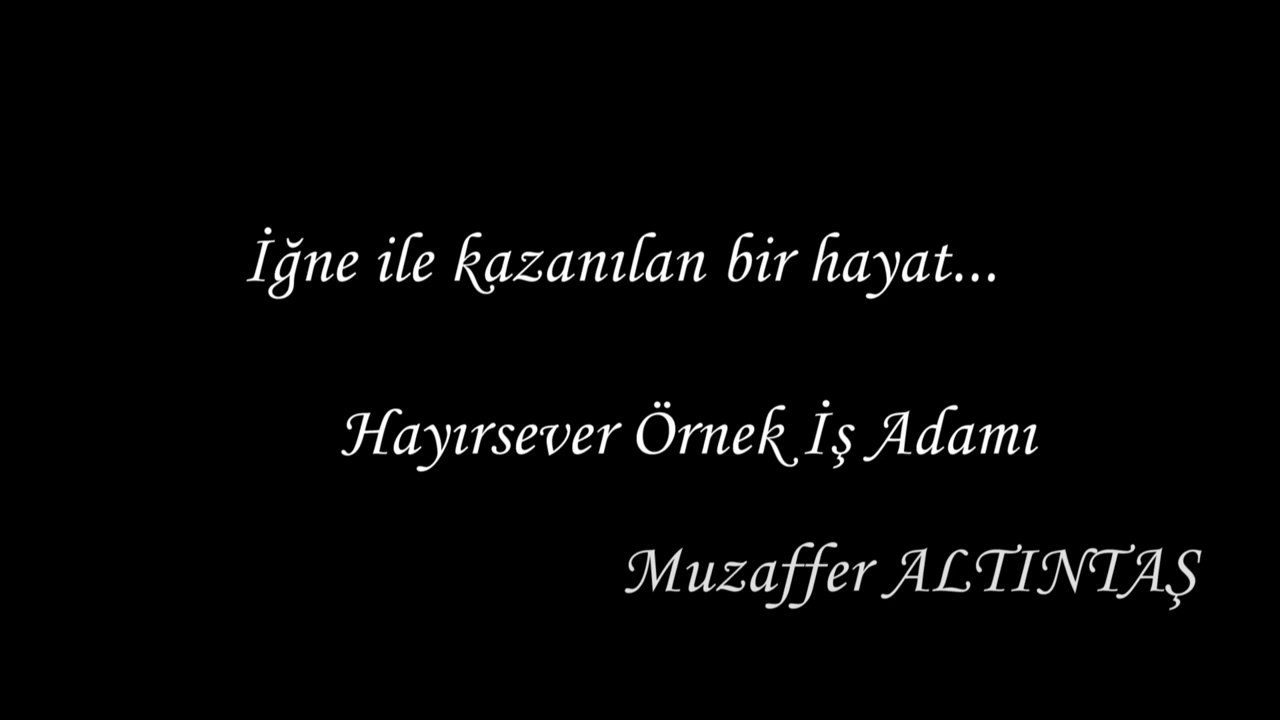 İğne ile kazanılan bir hayat...
Hayırsever Örnek İş Adamı
Muzaffer ALTINTAŞ